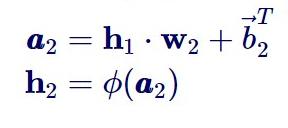 𝒂₂ = 𝐡₁ · 𝐰₂ + b⃗₂ᵀ
𝐡₂ = ϕ(𝒂₂)